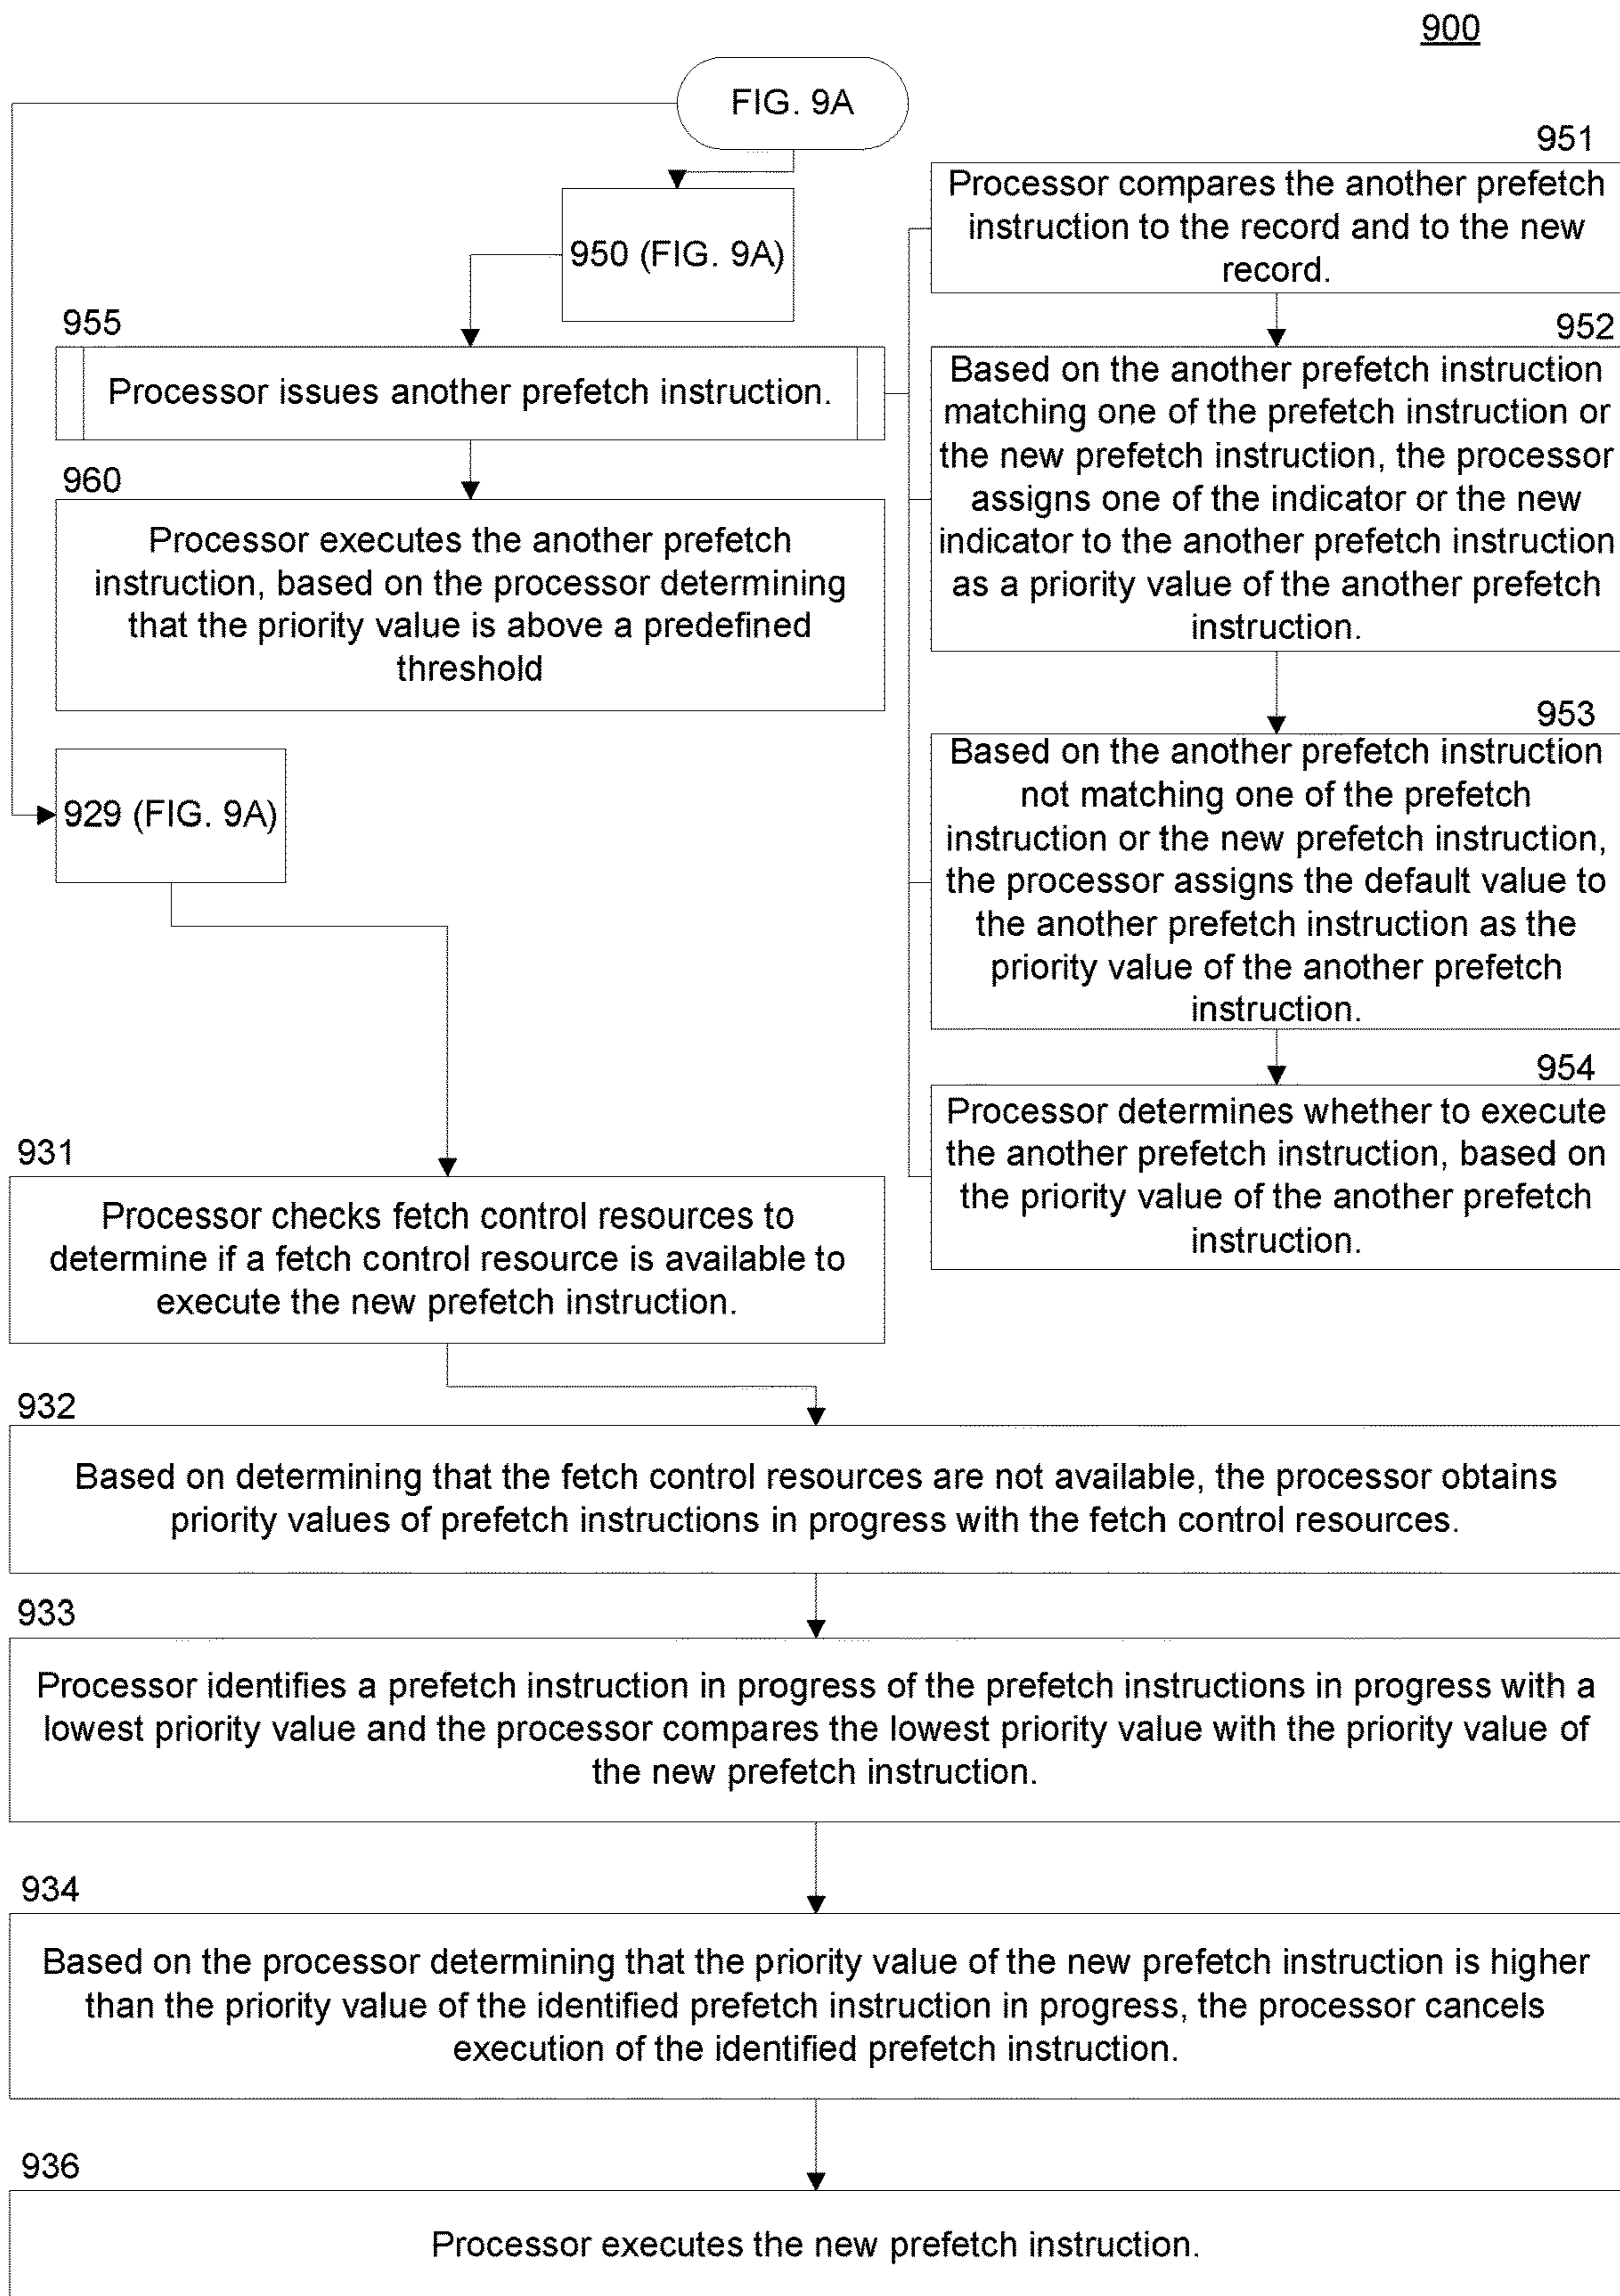 900
FIG. 9A
950 (FIG. 9A)
955
Processor issues another prefetch instruction.
960
Processor executes the another prefetch
instruction, based on the processor determining
that the priority value is above a predefined
threshold
951
Processor compares the another prefetch
instruction to the record and to the new
record.
952
Based on the another prefetch instruction
matching one of the prefetch instruction or
the new prefetch instruction, the processor
assigns one of the indicator or the new
indicator to the another prefetch instruction
as a priority value of the another prefetch
instruction.
953
Based on the another prefetch instruction
not matching one of the prefetch
instruction or the new prefetch instruction,
the processor assigns the default value to
the another prefetch instruction as the
priority value of the another prefetch
instruction.
954
Processor determines whether to execute
the another prefetch instruction, based on
the priority value of the another prefetch
instruction.
929 (FIG. 9A)
931
Processor checks fetch control resources to
determine if a fetch control resource is available to
execute the new prefetch instruction.
932
Based on determining that the fetch control resources are not available, the processor obtains
priority values of prefetch instructions in progress with the fetch control resources.
933
Processor identifies a prefetch instruction in progress of the prefetch instructions in progress with a
lowest priority value and the processor compares the lowest priority value with the priority value of
the new prefetch instruction.
934
Based on the processor determining that the priority value of the new prefetch instruction is higher
than the priority value of the identified prefetch instruction in progress, the processor cancels
execution of the identified prefetch instruction.
936
Processor executes the new prefetch instruction.